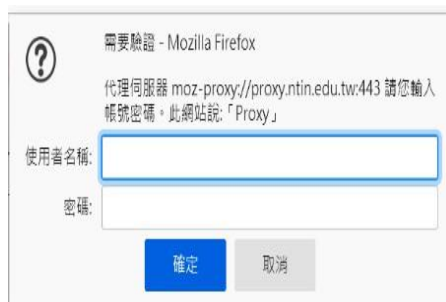 需要驗證 - Mozilla Firefox
代理伺服器 moz-proxy://proxy.ntin.edu.tw:443 請您輸入
帳號密碼。此網站說:「Proxy」
使用者名稱:
密碼:
確定
取消